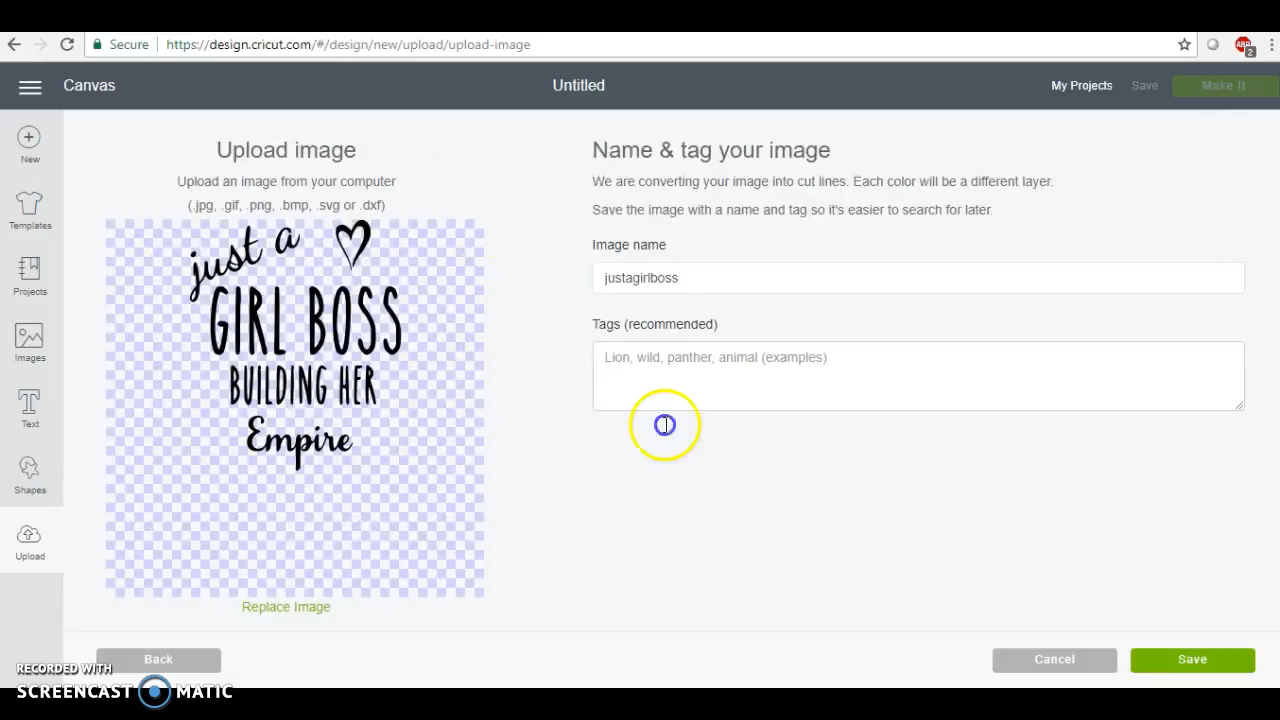 Secure
https://design.cricut.com/#/design/new/upload/upload-image
ABP
2
Canvas
Untitled
My Projects
Save
Make It
New
Templates
Projects
Images
Text
Shapes
Upload
Upload image
Upload an image from your computer
(.jpg, .gif, .png, .bmp, .svg or .dxf)
just a
GIRL BOSS
BUILDING HER
Empire
Replace Image
Name & tag your image
We are converting your image into cut lines. Each color will be a different layer.
Save the image with a name and tag so it's easier to search for later.
Image name
justagirlboss
Tags (recommended)
Lion, wild, panther, animal (examples)
Back
Cancel
Save
RECORDED WITH
SCREENCAST MATIC